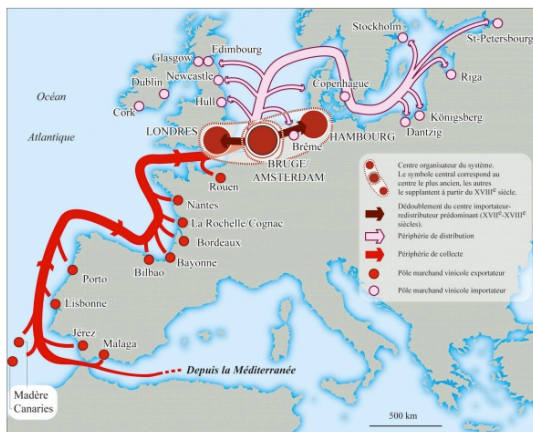 Stockholm
St-Petersbourg
Glasgow
Edimbourg
Newcastle
Riga
Dublin
Copenhague
Océan
Hull
Königsberg
Cork
Dantzig
Atlantique
LONDRES
HAMBOURG
Brême
BRUGE/
AMSTERDAM
Rouen
Nantes
La Rochelle/Cognac
Bordeaux
Bayonne
Bilbao
Porto
Lisbonne
Jérez
Malaga
Depuis la Méditerranée
Madère
Canaries
Centre organisateur du système.
Le symbole central correspond au
centre le plus ancien, les autres
le supplantent à partir du XVIIIe siècle.
Dédoublement du centre importateur-
redistributeur prédominant (XVIIe-XVIIIe
siècles).
Périphérie de distribution
Périphérie de collecte
Pôle marchand vinicole exportateur
Pôle marchand vinicole importateur
500 km